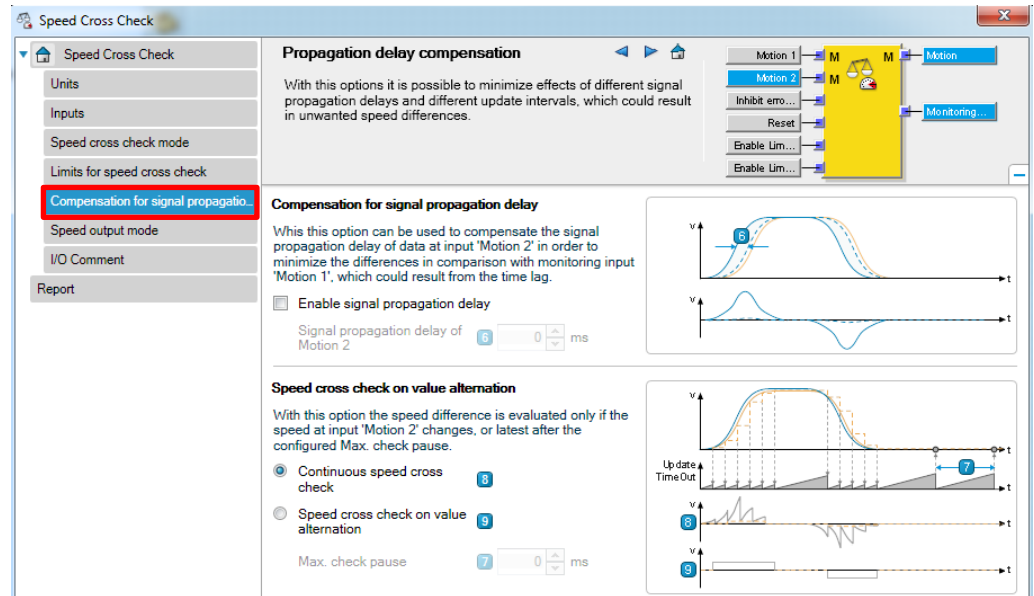 Speed Cross Check
Speed Cross Check
Units
Inputs
Speed cross check mode
Limits for speed cross check
Compensation for signal propagatio...
Speed output mode
I/O Comment
Report
Propagation delay compensation
With this options it is possible to minimize effects of different signal
propagation delays and different update intervals, which could result
in unwanted speed differences.
Motion 1
Motion 2
Inhibit erro...
Reset
Enable Lim...
Enable Lim...
M
M
M
Motion
Monitoring...
Compensation for signal propagation delay
Whis this option can be used to compensate the signal
propagation delay of data at input 'Motion 2' in order to
minimize the differences in comparison with monitoring input
'Motion 1', which could result from the time lag.
Enable signal propagation delay
Signal propagation delay of
Motion 2
6
0
ms
v
6
t
v
t
Speed cross check on value alternation
With this option the speed difference is evaluated only if the
speed at input 'Motion 2' changes, or latest after the
configured Max. check pause.
Continuous speed cross
check
8
Speed cross check on value
alternation
9
Max. check pause
7
0
ms
v
t
Update
TimeOut
7
t
v
8
t
v
9
t